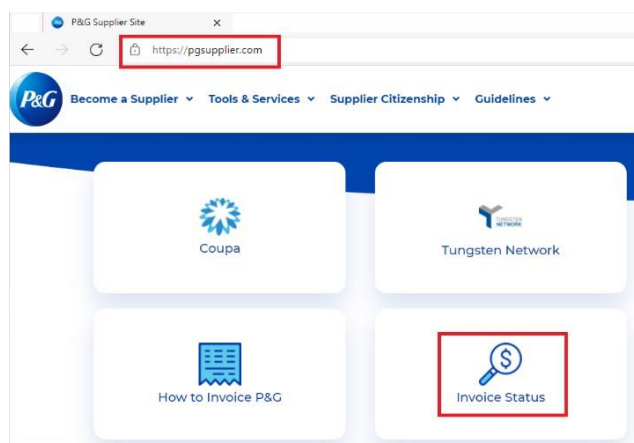 P&G Supplier Site
https://pgsupplier.com
P&G
Become a Supplier Tools & Services Supplier Citizenship Guidelines
Coupa
TUNGSTEN
NETWORK
Tungsten Network
How to Invoice P&G
$
Invoice Status